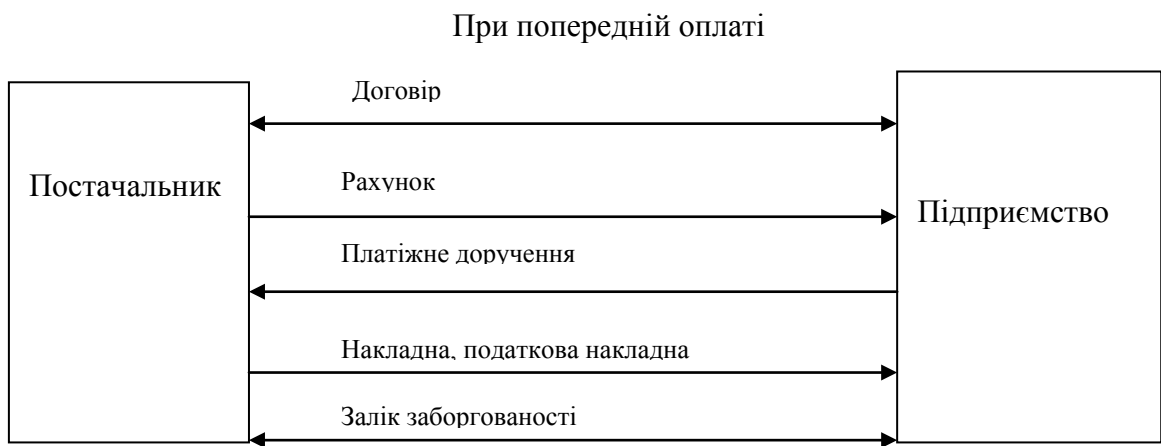 При попередній оплаті
Договір
Постачальник
Рахунок
Підприємство
Платіжне доручення
Накладна, податкова накладна
Залік заборгованості